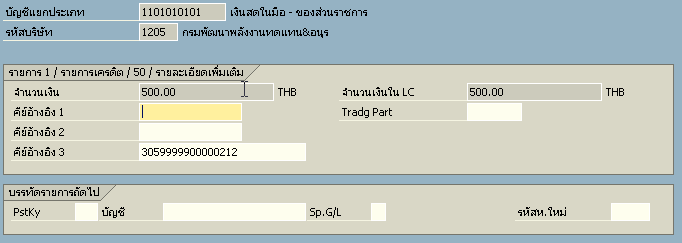 บัญชีแยกประเภท 1101010101 เงินสดในมือ - ของส่วนราชการ
รหัสบริษัท 1205 กรมพัฒนาพลังงานทดแทน&อนุร
รายการ 1 / รายการเครดิต / 50 / รายละเอียดเพิ่มเติม
จำนวนเงิน 500.00 THB จำนวนเงินใน LC 500.00 THB
คีย์อ้างอิง 1 Tradg Part
คีย์อ้างอิง 2
คีย์อ้างอิง 3 3059999900000212
บรรทัดรายการถัดไป
PstKy บัญชี Sp.G/L รหัสห.ใหม่